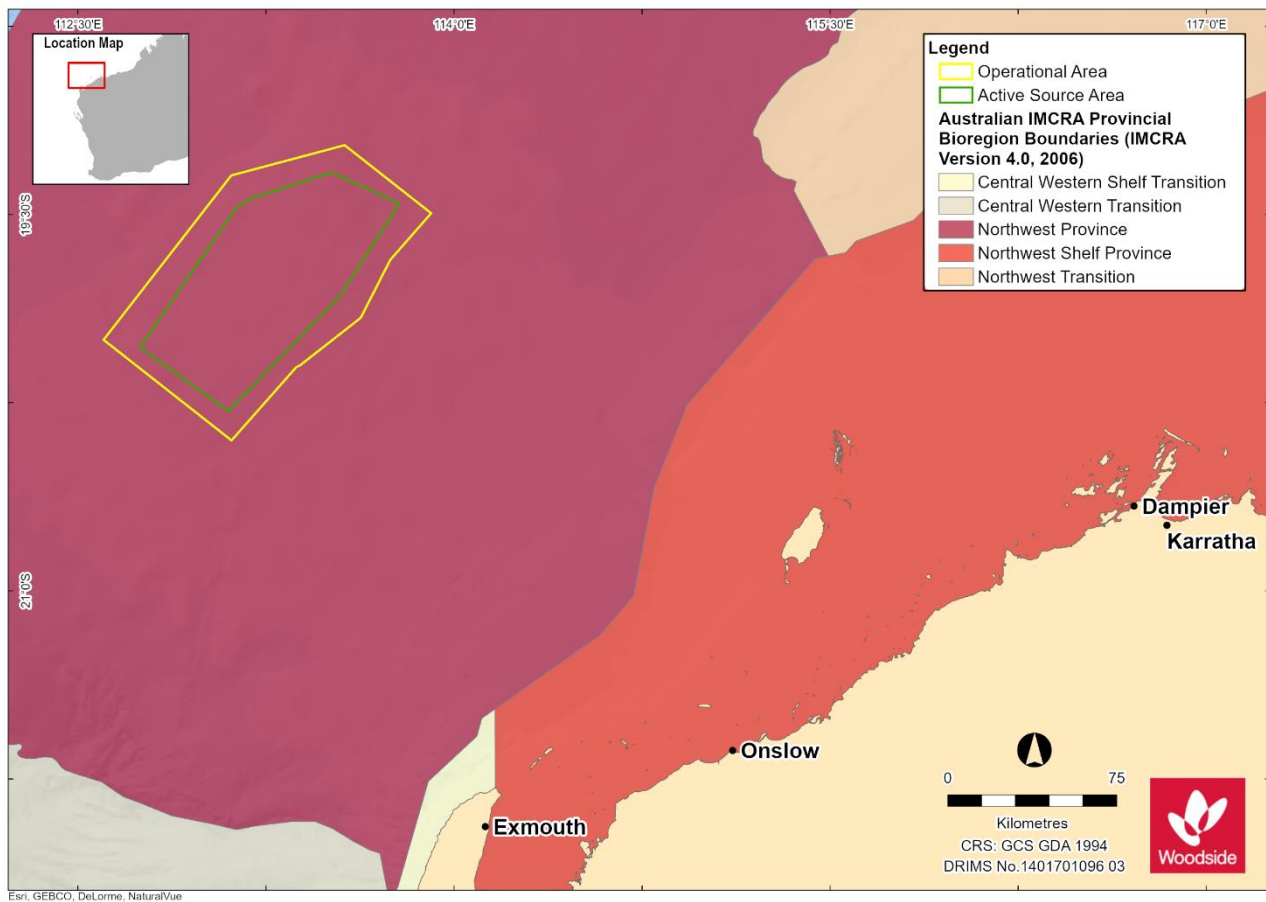 112°30'E
114°0'E
115°30'E
117°0'E
Location Map
Legend
Operational Area
Active Source Area
Australian IMCRA Provincial
Bioregion Boundaries (IMCRA
Version 4.0, 2006)
Central Western Shelf Transition
Central Western Transition
Northwest Province
Northwest Shelf Province
Northwest Transition
19°30'S
21°0'S
Dampier
Karratha
Onslow
Exmouth
0 75
Kilometres
CRS: GCS GDA 1994
DRIMS No.1401701096 03
Woodside
Esri, GEBCO, DeLorme, NaturalVue